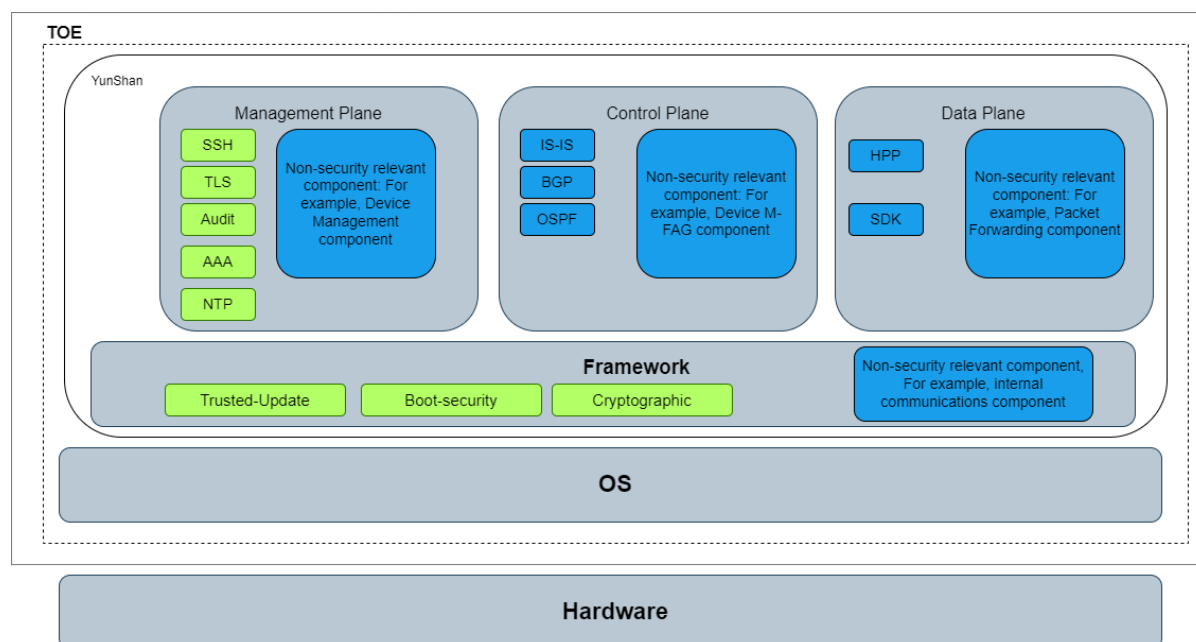 TOE
YunShan
Management Plane
SSH
TLS
Audit
AAA
NTP
Non-security relevant
component: For
example, Device
Management
component
Control Plane
IS-IS
BGP
OSPF
Non-security relevant
component: For
example, Device M-
FAG component
Data Plane
HPP
SDK
Non-security relevant
component: For
example, Packet
Forwarding component
Framework
Trusted-Update
Boot-security
Cryptographic
Non-security relevant component,
For example, internal
communications component
OS
Hardware